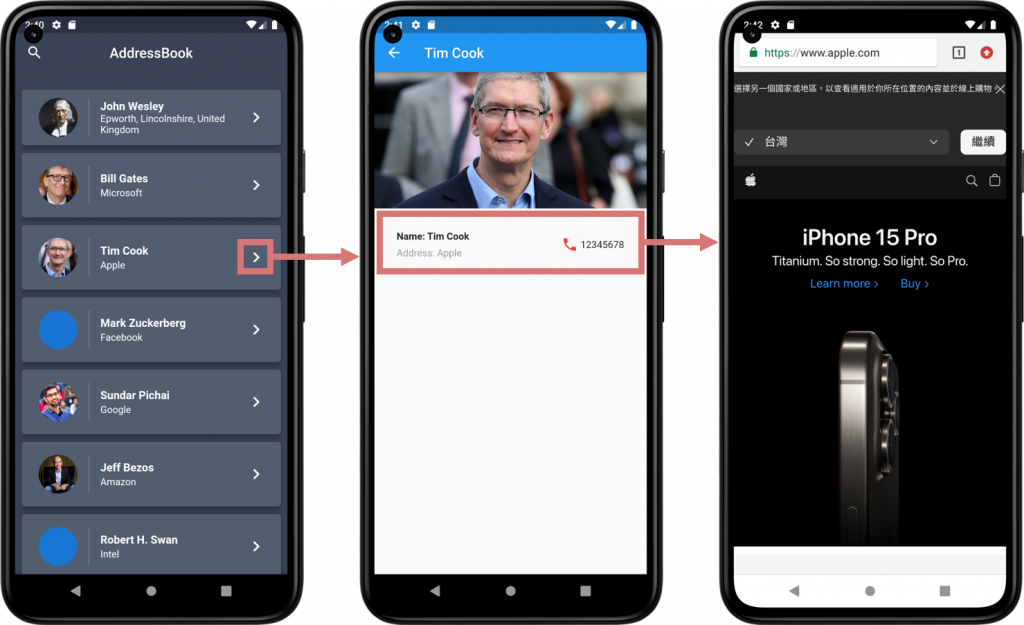 2:40
AddressBook
John Wesley
Epworth, Lincolnshire, United
Kingdom
Bill Gates
Microsoft
Tim Cook
Apple
Mark Zuckerberg
Facebook
Sundar Pichai
Google
Jeff Bezos
Amazon
Robert H. Swan
Intel
2:41
Tim Cook
Name: Tim Cook
Address: Apple
12345678
2:42
https://www.apple.com
1
選擇另一個國家或地區,以查看適用於你所在位置的內容並於線上購物。
台灣
繼續
iPhone 15 Pro
Titanium. So strong. So light. So Pro.
Learn more >
Buy >